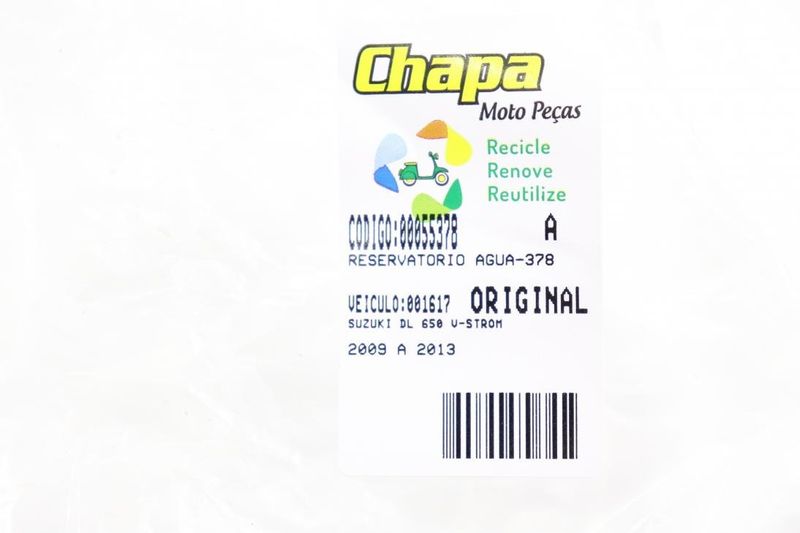 Chapa
Moto Peças
Recicle
Renove
Reutilize
CODIGO:00055378 A
RESERVATORIO AGUA-378
VEICULO:001617 ORIGINAL
SUZUKI DL 650 V-STROM
2009 A 2013